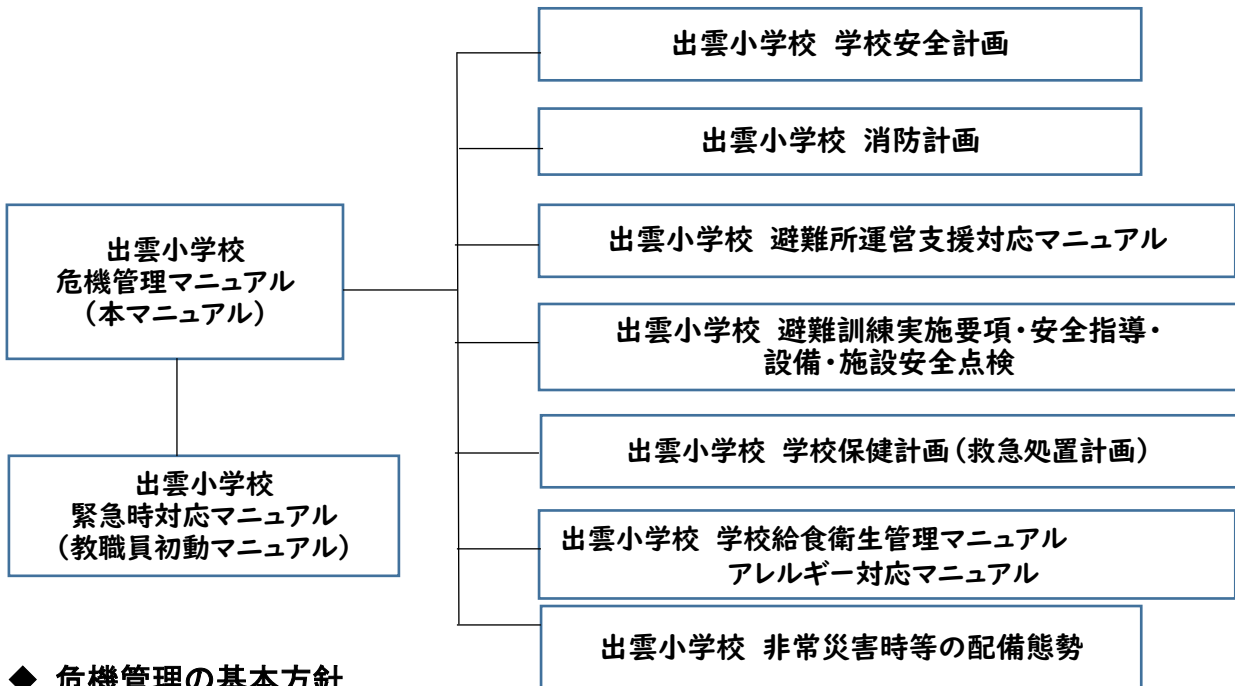 出雲小学校
危機管理マニュアル
(本マニュアル)
出雲小学校
緊急時対応マニュアル
(教職員初動マニュアル)
出雲小学校 学校安全計画
出雲小学校 消防計画
出雲小学校 避難所運営支援対応マニュアル
出雲小学校 避難訓練実施要項・安全指導・
設備・施設安全点検
出雲小学校 学校保健計画(救急処置計画)
出雲小学校 学校給食衛生管理マニュアル
アレルギー対応マニュアル
出雲小学校 非常災害時等の配備態勢
◆ 危機管理の基本方針